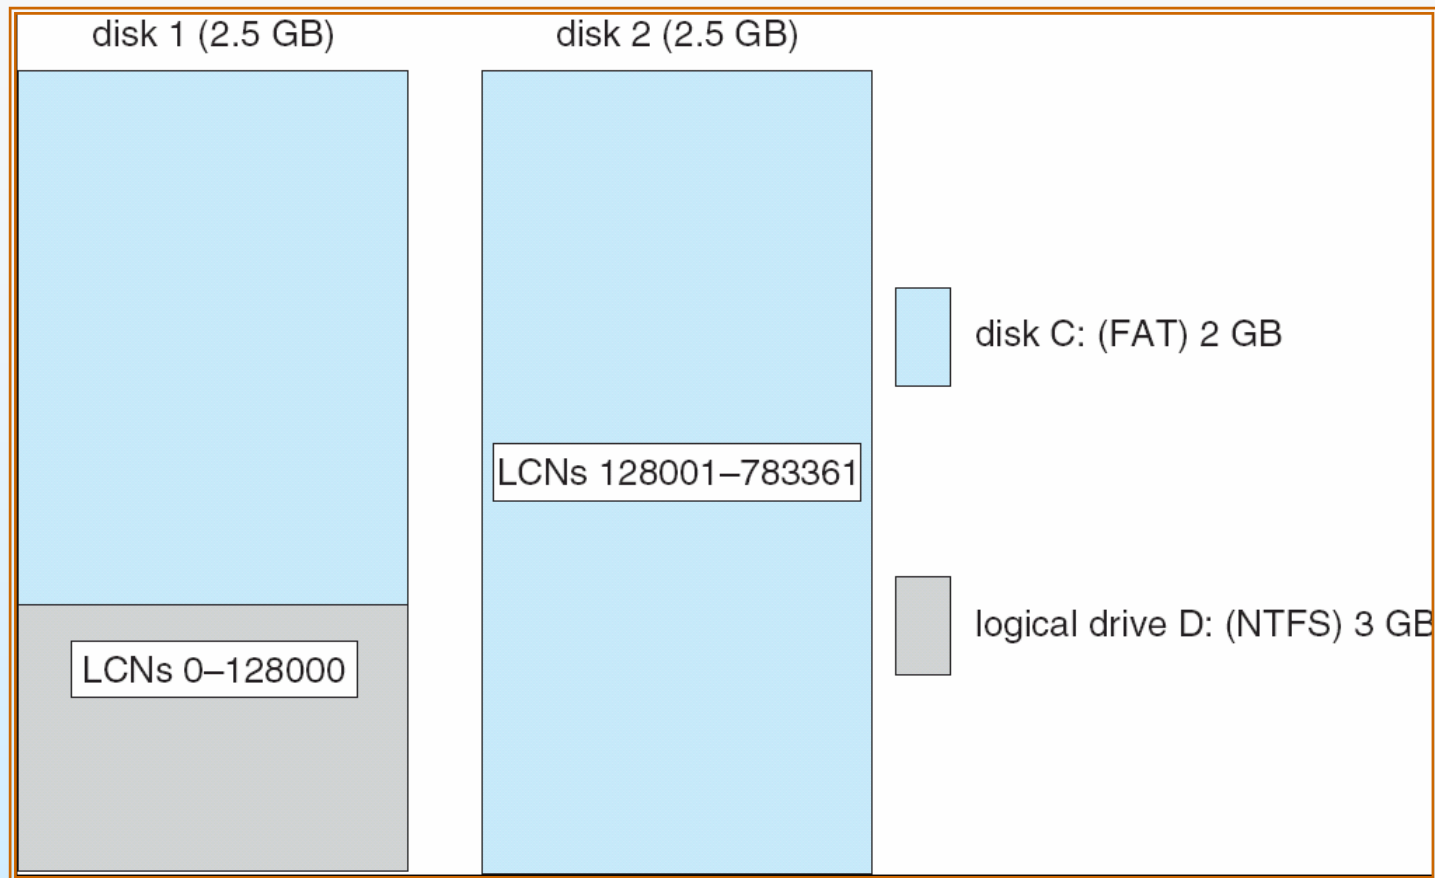 disk 1 (2.5 GB)
disk 2 (2.5 GB)
disk C: (FAT) 2 GB
LCNs 128001–783361
logical drive D: (NTFS) 3 GB
LCNs 0–128000